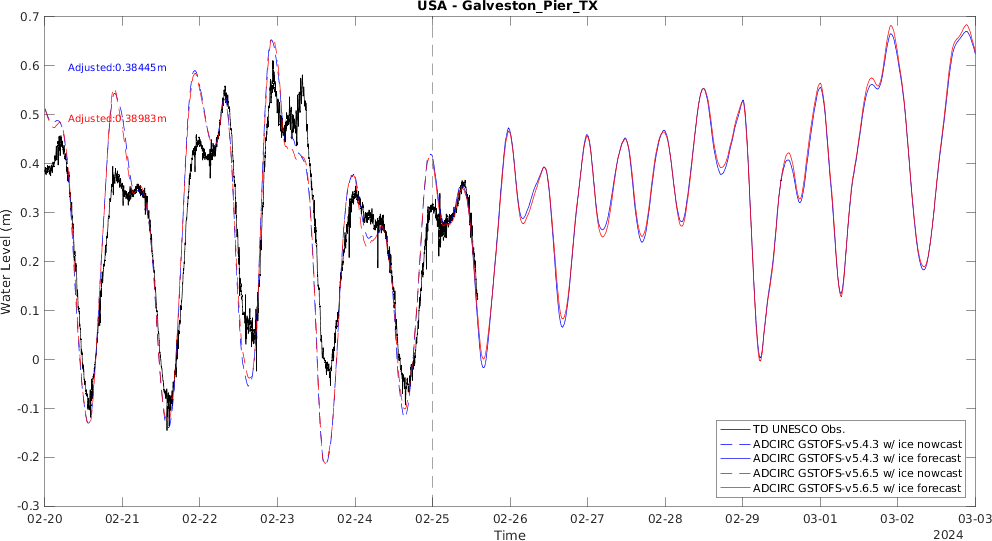 USA - Galveston_Pier_TX
0.7
0.6
0.5
0.4
0.3
0.2
0.1
0
-0.1
-0.2
-0.3
Water Level (m)
Adjusted:0.38445m
Adjusted:0.38983m
TD UNESCO Obs.
ADCIRC GSTOFS-v5.4.3 w/ ice nowcast
ADCIRC GSTOFS-v5.4.3 w/ ice forecast
ADCIRC GSTOFS-v5.6.5 w/ ice nowcast
ADCIRC GSTOFS-v5.6.5 w/ ice forecast
02-20 02-21 02-22 02-23 02-24 02-25 02-26 02-27 02-28 02-29 03-01 03-02 03-03
Time
2024